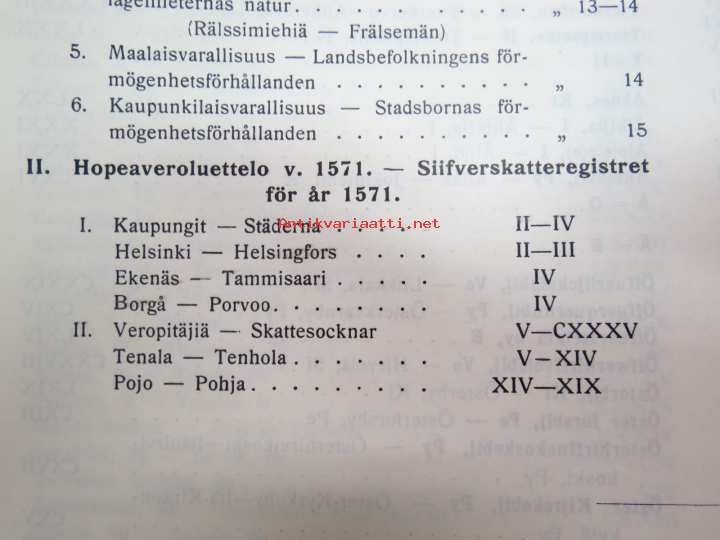 lägenheternas natur. . . . . . . . . . . „ 13—14
(Rälssimiehiä — Frälsemän)
5. Maalaisvarallisuus — Landsbefolkningens för-
mögenhetsförhållanden . . . . . . . . . . „ 14
6. Kaupunkilaisvarallisuus — Stadsbornas för-
mögenhetsförhållanden . . . . . . . . . . „ 15
II. Hopeaveroluettelo v. 1571. — Siifverskatteregistret
för år 1571.
Antikvariaatti.net
I. Kaupungit — Städerna . . . . . II—IV
Helsinki — Helsingfors . . . . II—III
Ekenäs — Tammisaari . . . . . IV
Borgå — Porvoo. . . . . . . . IV
II. Veropitäjiä — Skattesocknar V—CXXXV
Tenala — Tenhola . . . . . . . V–XIV
Pojo — Pohja . . . . . . . . . XIV—XIX